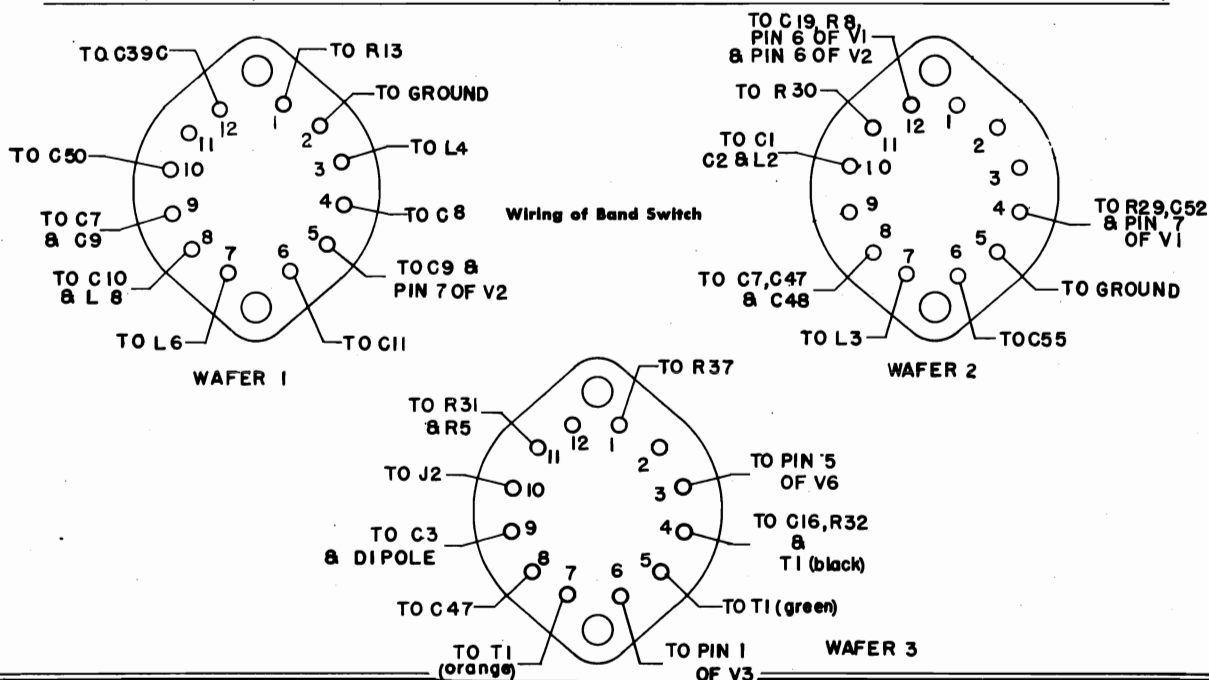 TO C39C
TO R13
TO GROUND
TO L4
TO C8
TO C9 &
PIN 7 OF V2
TO C11
TO L6
TO C10
& L 8
TO C7
& C9
TO C50
1
2
3
4
5
6
7
8
9
10
11
12
WAFER 1
Wiring of Band Switch
TO C19, R8,
PIN 6 OF V1
& PIN 6 OF V2
TO R30
TO C1
C2 & L2
TO C7, C47
& C48
TO L3
TO C55
TO GROUND
TO R29, C52
& PIN 7
OF V1
1
2
3
4
5
6
7
8
9
10
11
12
WAFER 2
TO R37
TO R31
& R5
TO J2
TO C3
& DIPOLE
TO C47
TO T1
(orange)
TO PIN 1
OF V3
TO T1 (green)
TO C16, R32
&
T1 (black)
TO PIN 5
OF V6
1
2
3
4
5
6
7
8
9
10
11
12
WAFER 3